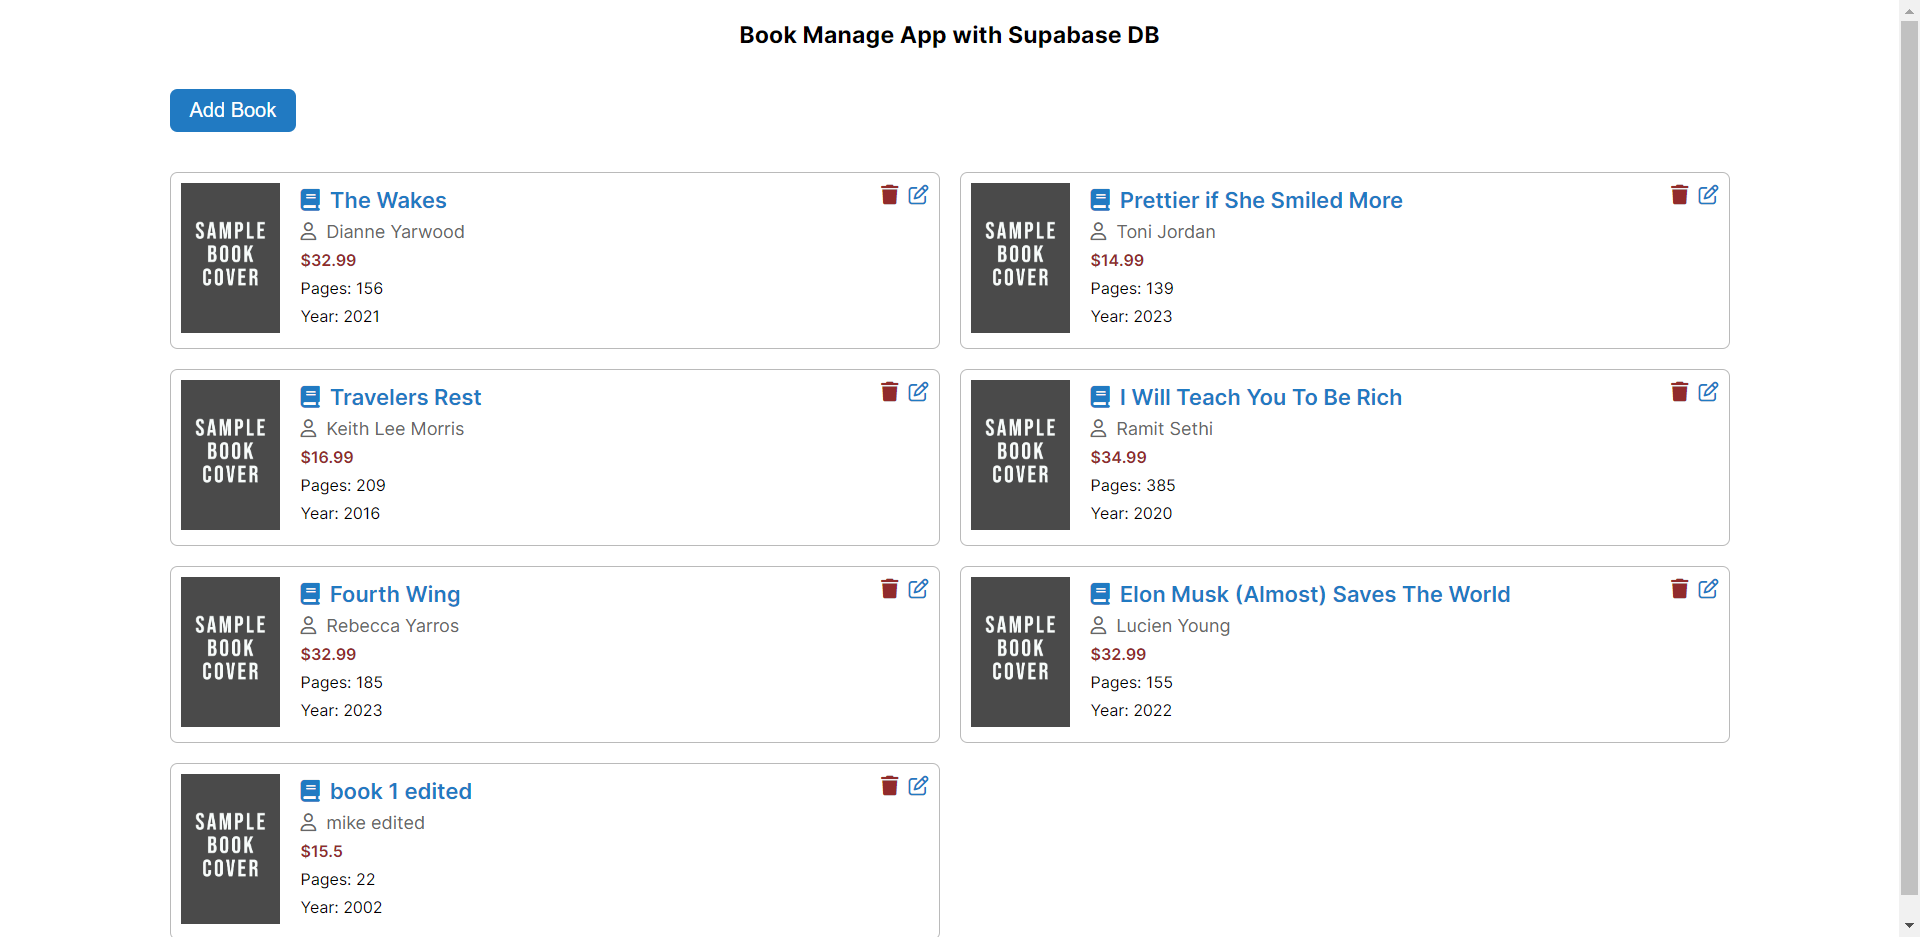 Book Manage App with Supabase DB
Add Book
SAMPLE
BOOK
COVER
The Wakes
Dianne Yarwood
$32.99
Pages: 156
Year: 2021
SAMPLE
BOOK
COVER
Prettier if She Smiled More
Toni Jordan
$14.99
Pages: 139
Year: 2023
SAMPLE
BOOK
COVER
Travelers Rest
Keith Lee Morris
$16.99
Pages: 209
Year: 2016
SAMPLE
BOOK
COVER
I Will Teach You To Be Rich
Ramit Sethi
$34.99
Pages: 385
Year: 2020
SAMPLE
BOOK
COVER
Fourth Wing
Rebecca Yarros
$32.99
Pages: 185
Year: 2023
SAMPLE
BOOK
COVER
Elon Musk (Almost) Saves The World
Lucien Young
$32.99
Pages: 155
Year: 2022
SAMPLE
BOOK
COVER
book 1 edited
mike edited
$15.5
Pages: 22
Year: 2002